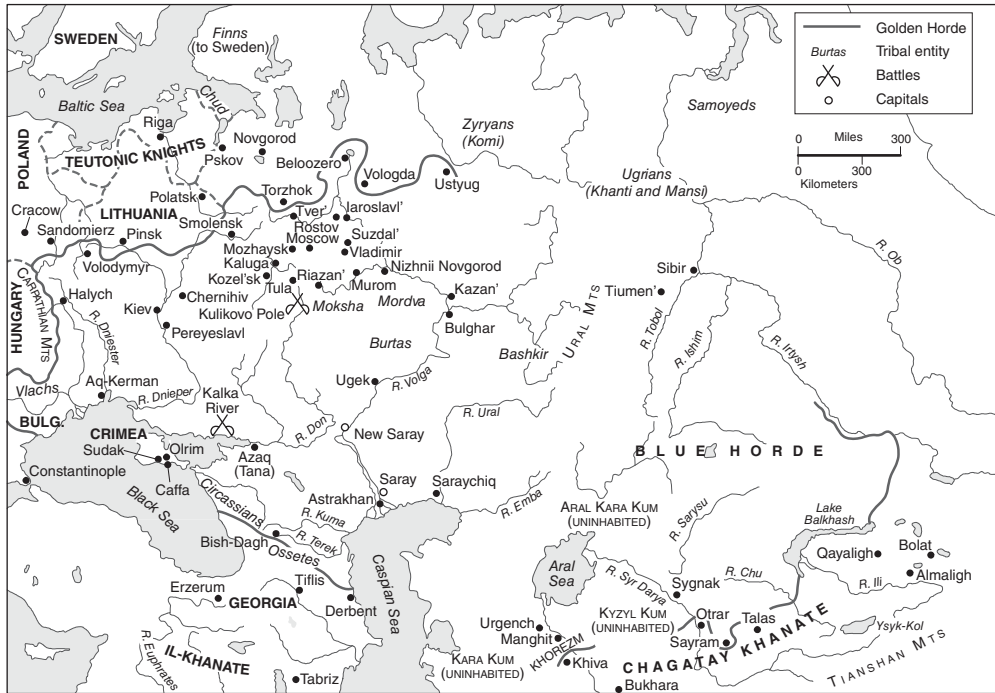 SWEDEN
Finns
(to Sweden)
Golden Horde
Burtas
Tribal entity
Battles
Capitals
0 Miles 300
0 300
Kilometers
Samoyeds
Baltic Sea
Chud
Riga
Novgorod
Zyryans
(Komi)
POLAND
TEUTONIC KNIGHTS
Pskov
Beloozero
Vologda
Ustyug
Ugrians
(Khanti and Mansi)
Polatsk
Torzhok
Cracow
LITHUANIA
Tver'
Iaroslavl'
Sandomierz
Pinsk
Smolensk
Rostov
Moscow
Suzdal'
R. Ob
Mozhaysk
Vladimir
Volodymyr
Kaluga
Nizhnii Novgorod
Sibir
Kozel'sk
Riazan'
Murom
Tula
HUNGARY
CARPATHIAN MTS
Halych
Chernihiv
Kulikovo Pole
Moksha
Mordva
Kazan'
Tiumen'
Kiev
Bulghar
URAL MTS
R. Tobol
R. Ishim
R. Irtysh
R. Dniester
Pereyeslavl
Burtas
Bashkir
Vlachs
Aq-Kerman
R. Dnieper
Kalka
River
Ugek
R. Volga
BULG.
CRIMEA
R. Don
New Saray
R. Ural
BLUE HORDE
Sudak
Olrim
Azaq
(Tana)
Constantinople
Caffa
Saray
Saraychiq
Black Sea
Circassians
Astrakhan
R. Emba
ARAL KARA KUM
(UNINHABITED)
R. Sarysu
Lake
Balkhash
R. Kuma
Bish-Dagh
R. Terek
Ossetes
Qayaligh
Bolat
Aral
Sea
R. Syr Darya
R. Chu
R. Ili
Almaligh
Erzerum
Tiflis
GEORGIA
Derbent
Caspian Sea
Sygnak
KYZYL KUM
(UNINHABITED)
Otrar
Talas
Urgench
Manghit
Sayram
Ysyk-Kol
R. Euphrates
IL-KHANATE
KARA KUM
(UNINHABITED)
KHOREZM
Khiva
CHAGATAY KHANATE
TIANSHAN MTS
Tabriz
Bukhara